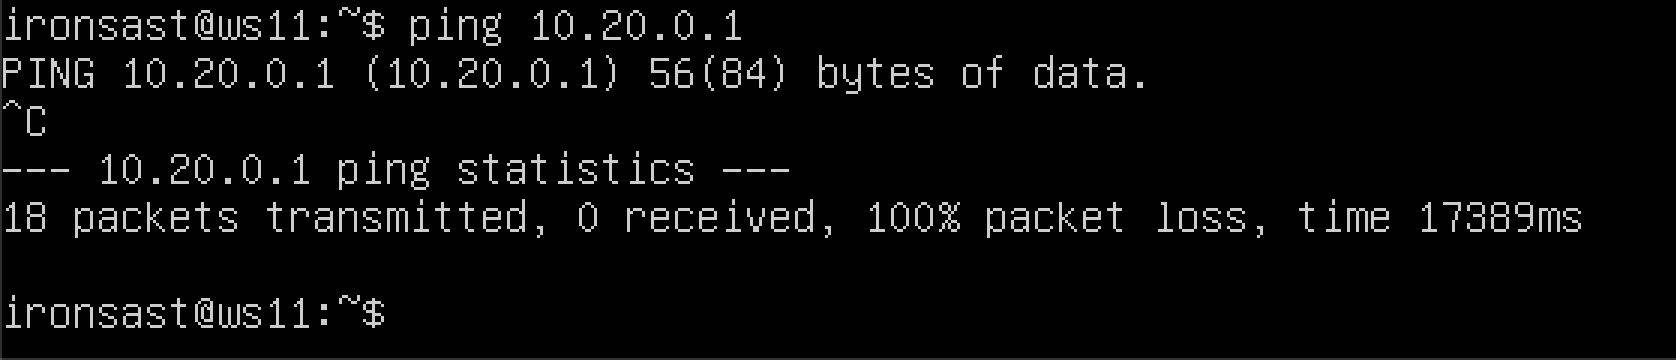 ironsast@ws11:~$ ping 10.20.0.1
PING 10.20.0.1 (10.20.0.1) 56(84) bytes of data.
^C
--- 10.20.0.1 ping statistics ---
18 packets transmitted, 0 received, 100% packet loss, time 17389ms
ironsast@ws11:~$